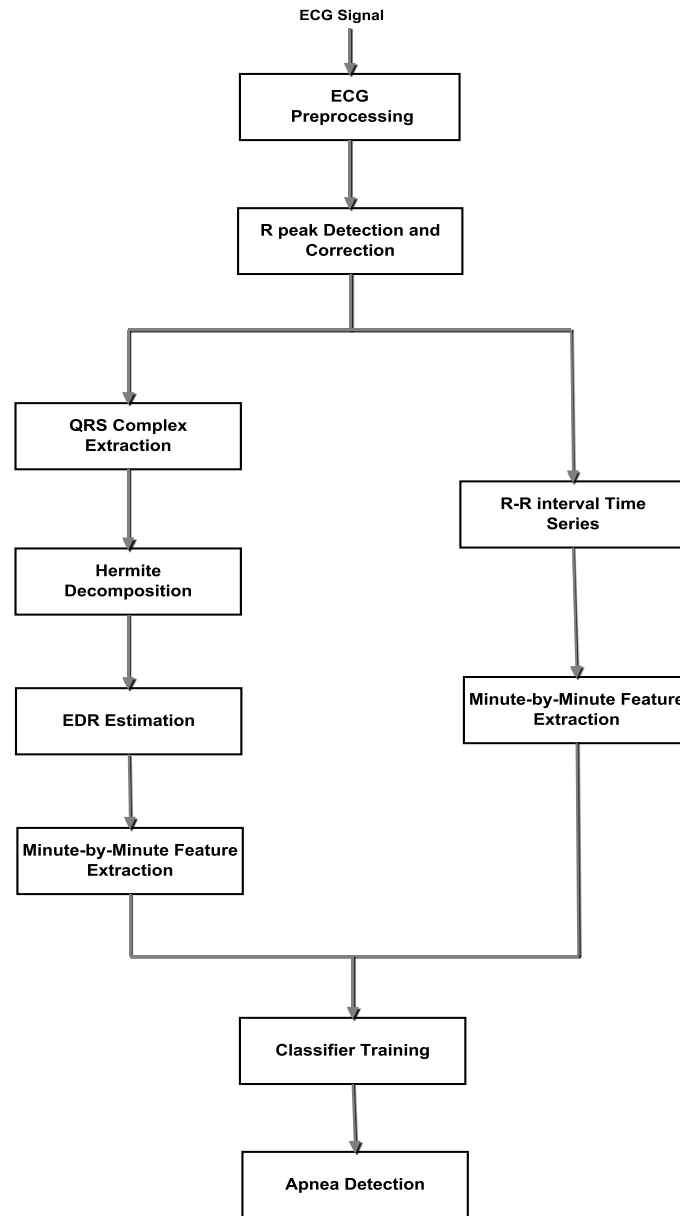 ECG Signal
ECG
Preprocessing
R peak Detection and
Correction
QRS Complex
Extraction
R-R interval Time
Series
Hermite
Decomposition
EDR Estimation
Minute-by-Minute Feature
Extraction
Minute-by-Minute Feature
Extraction
Classifier Training
Apnea Detection